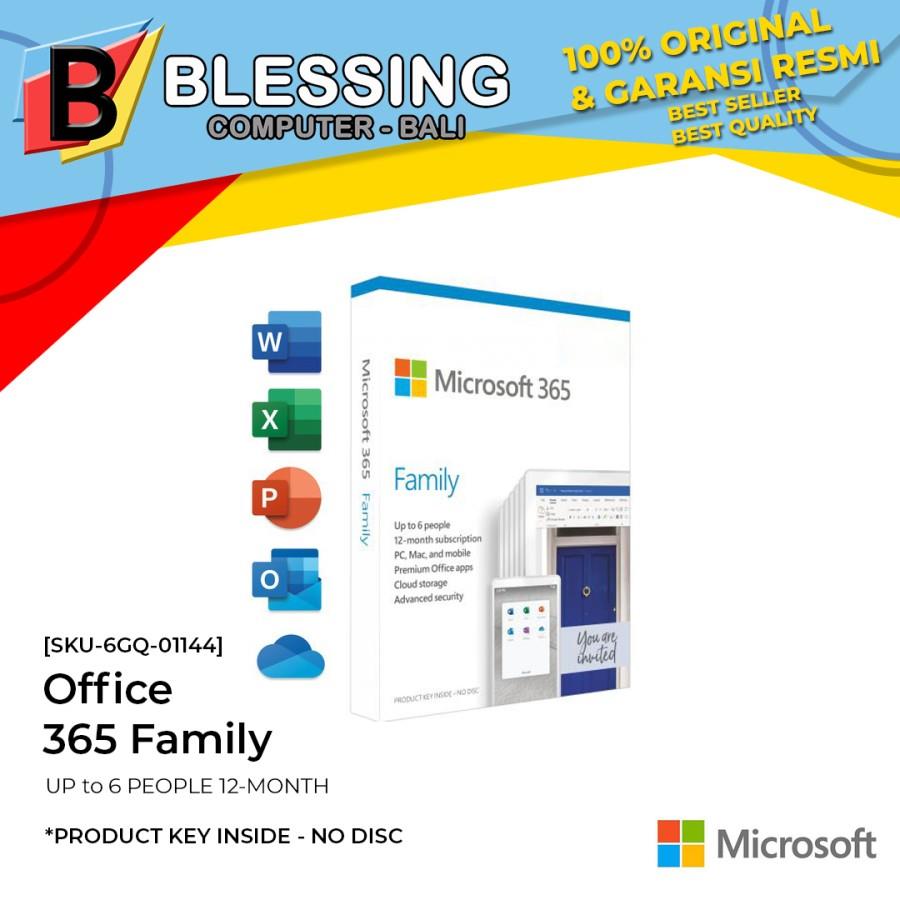 B
BLESSING
COMPUTER - BALI
100% ORIGINAL
& GARANSI RESMI
BEST SELLER
BEST QUALITY
W
X
P
O
Microsoft 365 Family
Microsoft 365
Family
Up to 6 people
12-month subscription
PC, Mac, and mobile
Premium Office apps
Cloud storage
Advanced security
You are
invited
PRODUCT KEY INSIDE – NO DISC
[SKU-6GQ-01144]
Office
365 Family
UP to 6 PEOPLE 12-MONTH
*PRODUCT KEY INSIDE - NO DISC
Microsoft